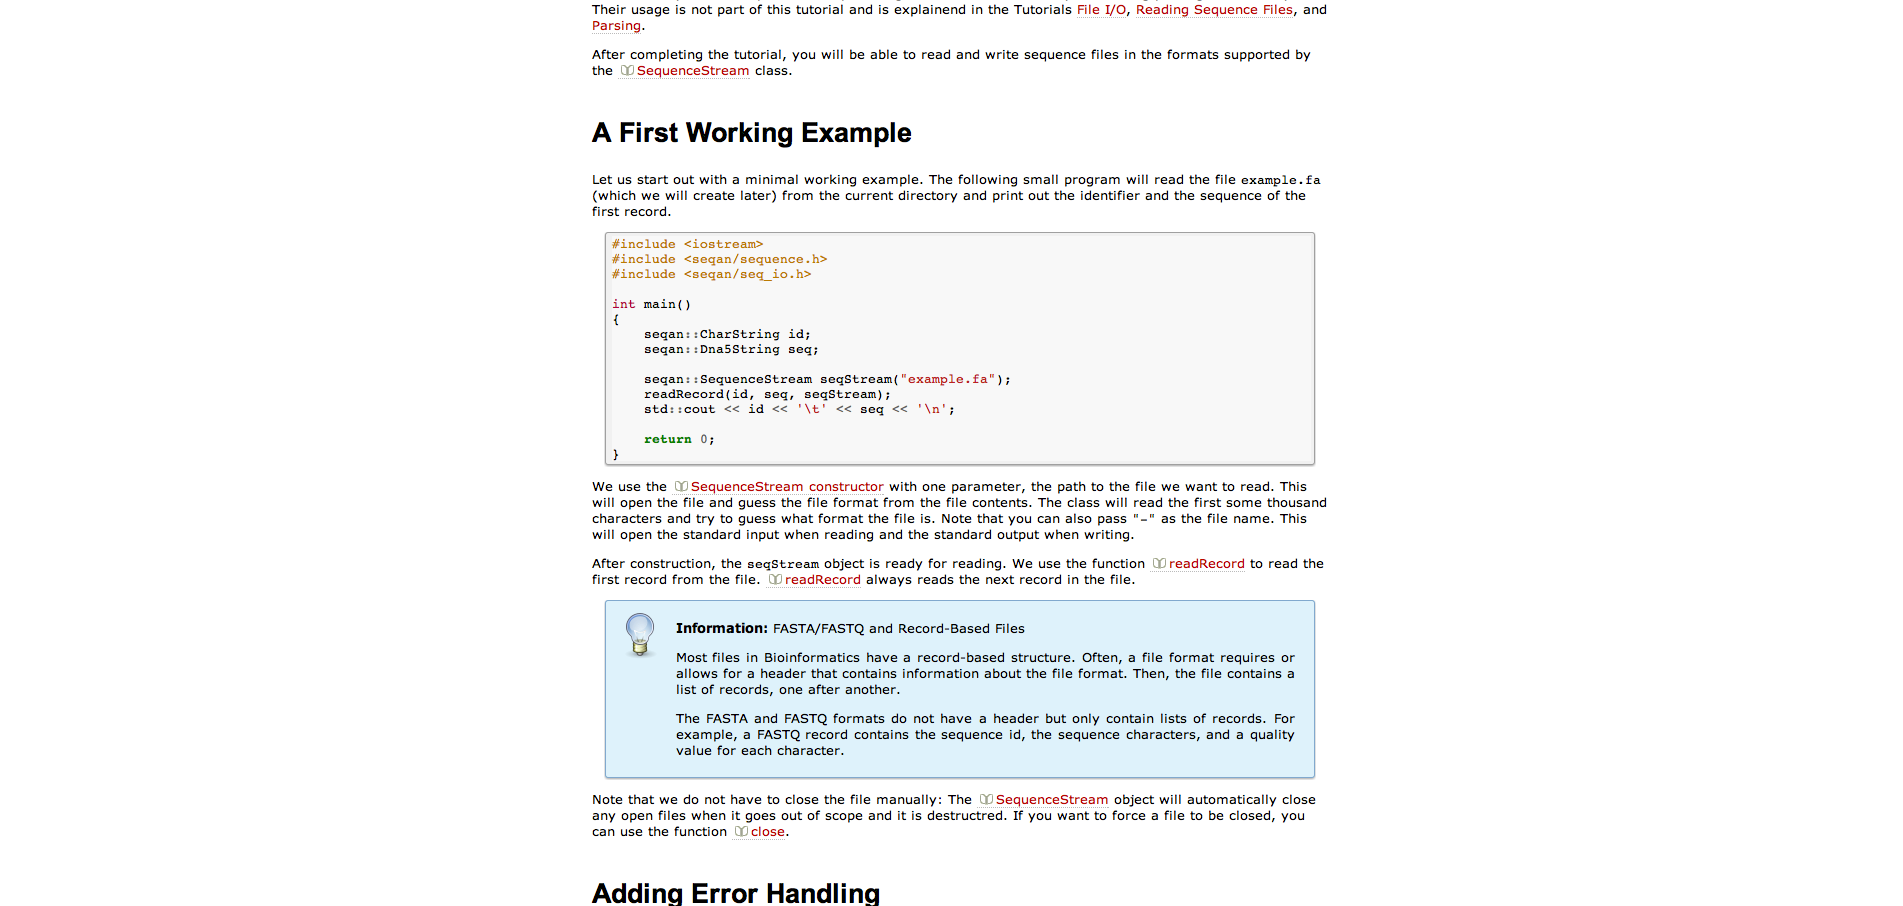 Their usage is not part of this tutorial and is explainend in the Tutorials File I/O, Reading Sequence Files, and
Parsing.
After completing the tutorial, you will be able to read and write sequence files in the formats supported by
the SequenceStream class.
A First Working Example
Let us start out with a minimal working example. The following small program will read the file example.fa
(which we will create later) from the current directory and print out the identifier and the sequence of the
first record.
#include <iostream>
#include <seqan/sequence.h>
#include <seqan/seq_io.h>
int main()
{
    seqan::CharString id;
    seqan::Dna5String seq;
    seqan::SequenceStream seqStream("example.fa");
    readRecord(id, seq, seqStream);
    std::cout << id << '\t' << seq << '\n';
    return 0;
}
We use the SequenceStream constructor with one parameter, the path to the file we want to read. This
will open the file and guess the file format from the file contents. The class will read the first some thousand
characters and try to guess what format the file is. Note that you can also pass "-" as the file name. This
will open the standard input when reading and the standard output when writing.
After construction, the seqStream object is ready for reading. We use the function readRecord to read the
first record from the file. readRecord always reads the next record in the file.
Information: FASTA/FASTQ and Record-Based Files
Most files in Bioinformatics have a record-based structure. Often, a file format requires or
allows for a header that contains information about the file format. Then, the file contains a
list of records, one after another.
The FASTA and FASTQ formats do not have a header but only contain lists of records. For
example, a FASTQ record contains the sequence id, the sequence characters, and a quality
value for each character.
Note that we do not have to close the file manually: The SequenceStream object will automatically close
any open files when it goes out of scope and it is destructred. If you want to force a file to be closed, you
can use the function close.
Adding Error Handling